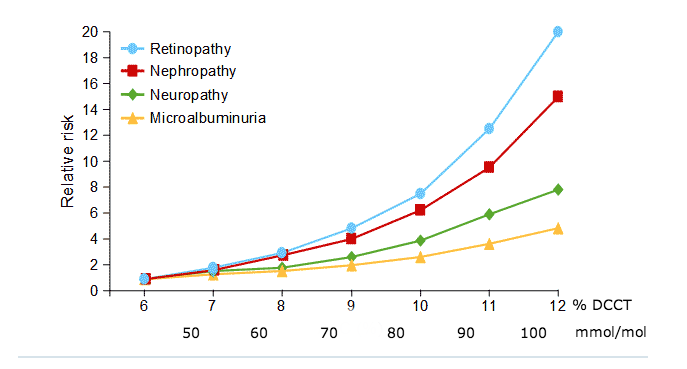 20
18
16
14
12
10
8
6
4
2
0
Relative risk
Retinopathy
Nephropathy
Neuropathy
Microalbuminuria
6 7 8 9 10 11 12 % DCCT
50 60 70 80 90 100 mmol/mol